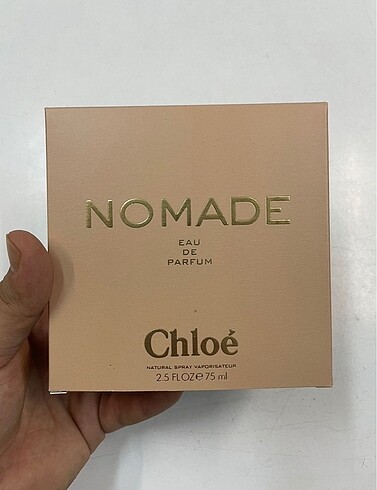 NOMADE
EAU
DE
PARFUM
Chloé
NATURAL SPRAY VAPORISATEUR
2.5 FL.OZ℮75 ml